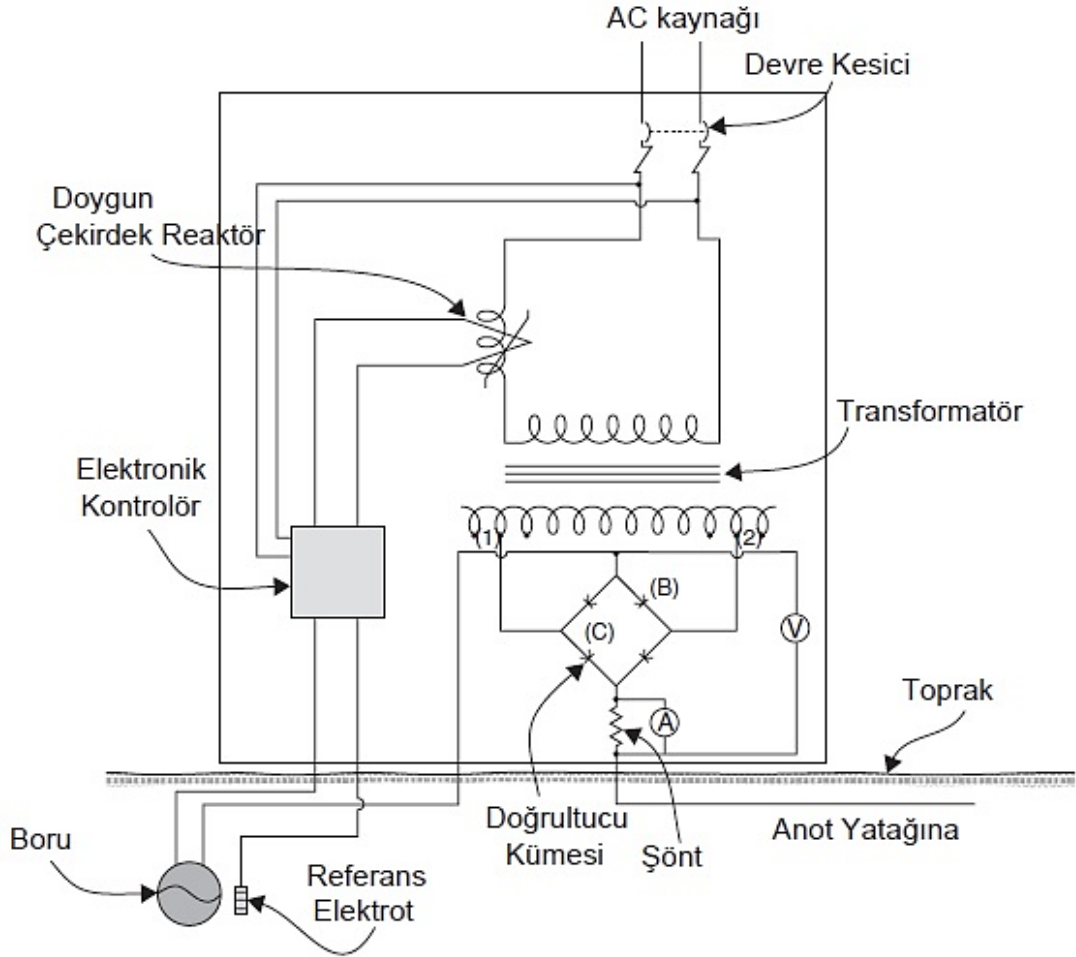 AC kaynağı
Devre Kesici
Doygun
Çekirdek Reaktör
Transformatör
Elektronik
Kontrolör
(1)
(2)
(B)
(C)
V
A
Toprak
Doğrultucu
Kümesi
Şönt
Anot Yatağına
Boru
Referans
Elektrot